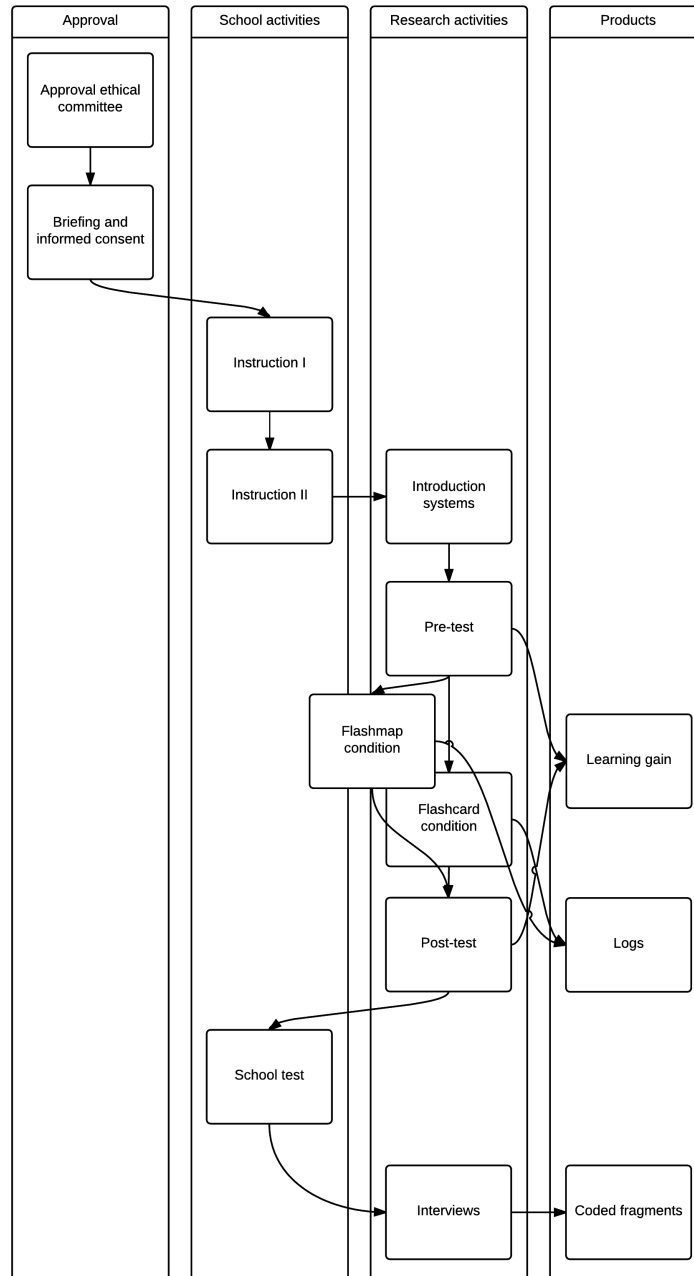 Approval
School activities
Research activities
Products
Approval ethical
committee
Briefing and
informed consent
Instruction I
Instruction II
Introduction
systems
Pre-test
Flashmap
condition
Learning gain
Flashcard
condition
Post-test
Logs
School test
Interviews
Coded fragments